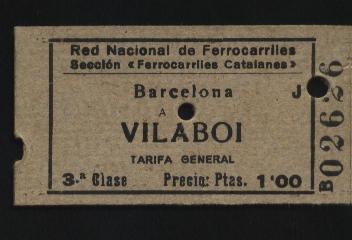 Red Nacional de Ferrocarriles
Sección «Ferrocarriles Catalanes»
Barcelona J
A
VILABOI
TARIFA GENERAL
3.ª Clase Precio: Ptas. 1'00
B02626